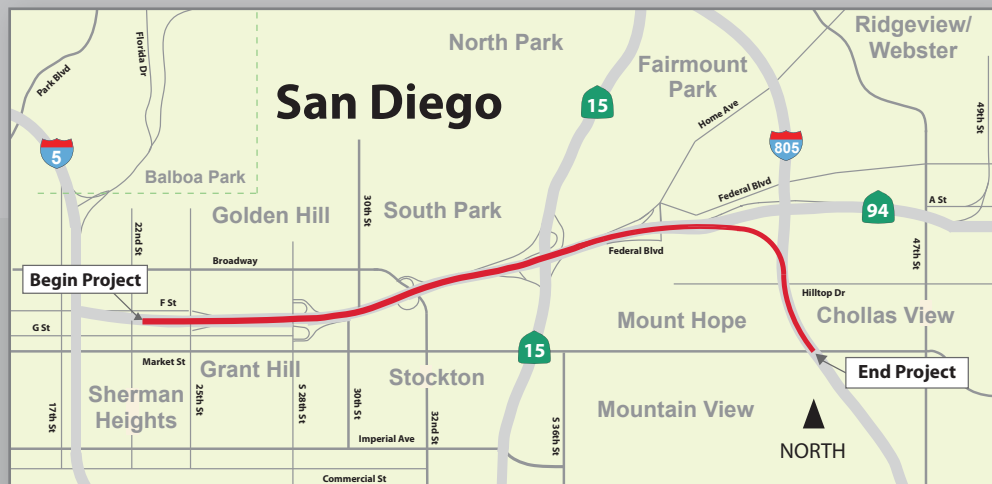 Park Blvd
Florida Dr
North Park
Ridgeview/
Webster
San Diego
Fairmount
Park
15
Home Ave
49th St
5
805
Balboa Park
Federal Blvd
94
A St
Golden Hill
30th St
South Park
22nd St
47th St
Broadway
Federal Blvd
Begin Project
F St
Hilltop Dr
G St
Mount Hope
Chollas View
15
Market St
Grant Hill
Stockton
End Project
Sherman
Heights
17th St
25th St
S 28th St
30th St
32nd St
S 36th St
Mountain View
Imperial Ave
NORTH
Commercial St